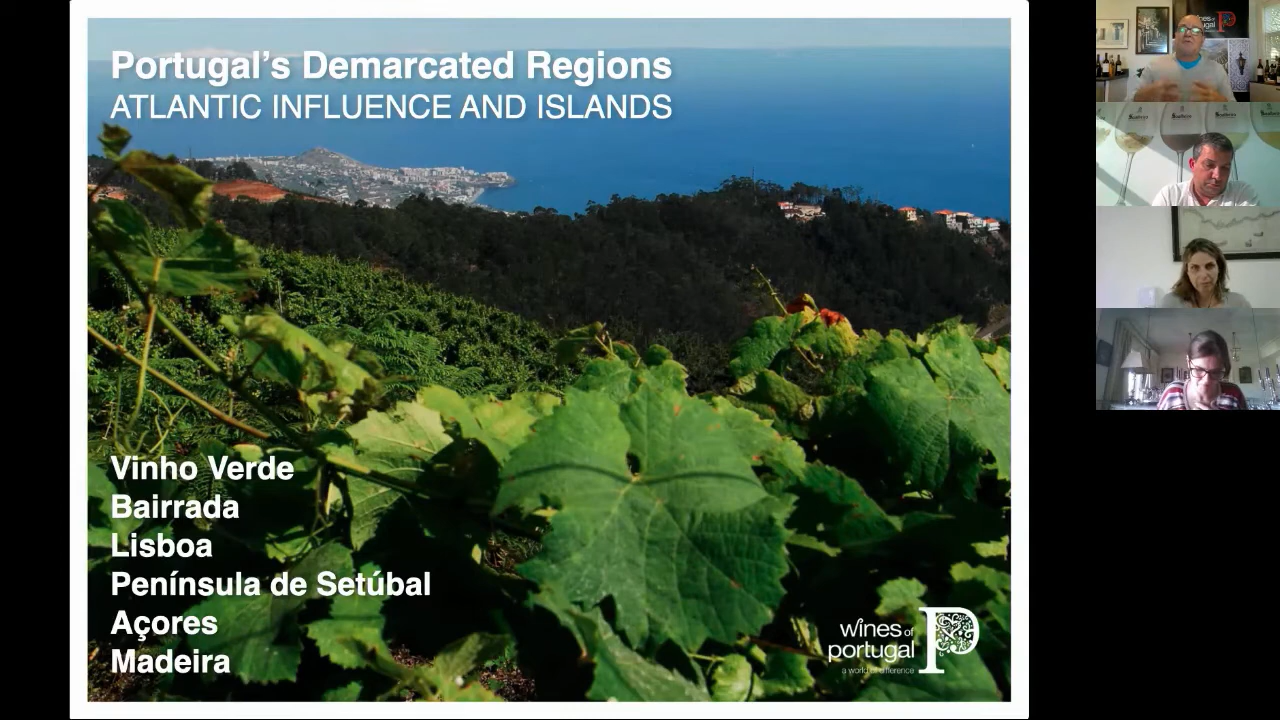 Portugal's Demarcated Regions
ATLANTIC INFLUENCE AND ISLANDS
Vinho Verde
Bairrada
Lisboa
Península de Setúbal
Açores
Madeira
wines of
portugal
a world of difference